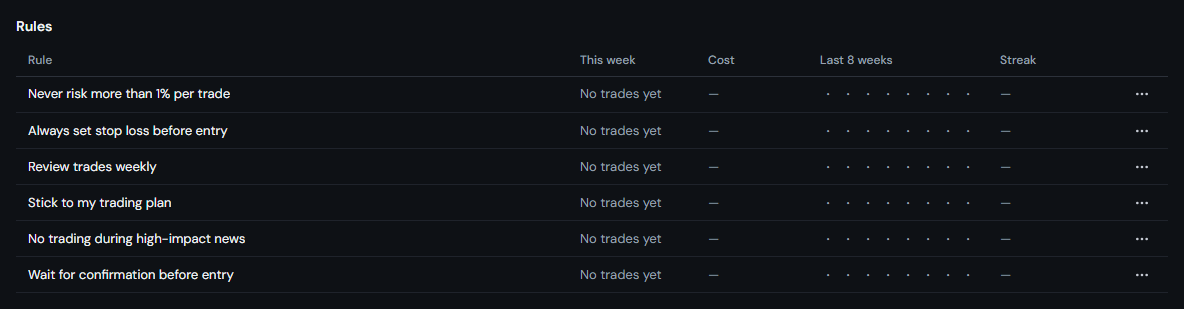 Rules
Rule This week Cost Last 8 weeks Streak
Never risk more than 1% per trade No trades yet — · · · · · · · · — ···
Always set stop loss before entry No trades yet — · · · · · · · · — ···
Review trades weekly No trades yet — · · · · · · · · — ···
Stick to my trading plan No trades yet — · · · · · · · · — ···
No trading during high-impact news No trades yet — · · · · · · · · — ···
Wait for confirmation before entry No trades yet — · · · · · · · · — ···